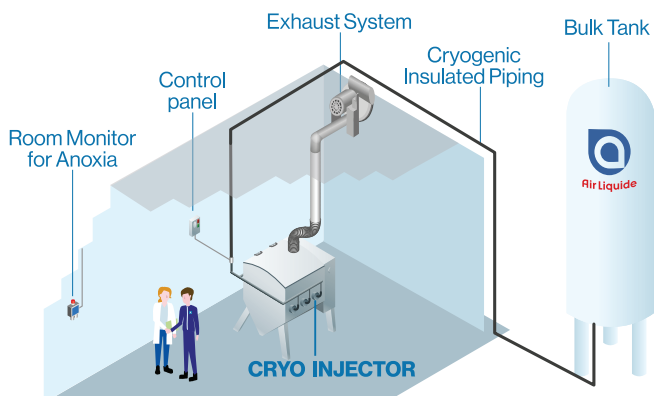 Exhaust System
Bulk Tank
Cryogenic
Insulated Piping
Control
panel
Room Monitor
for Anoxia
Air Liquide
CRYO INJECTOR